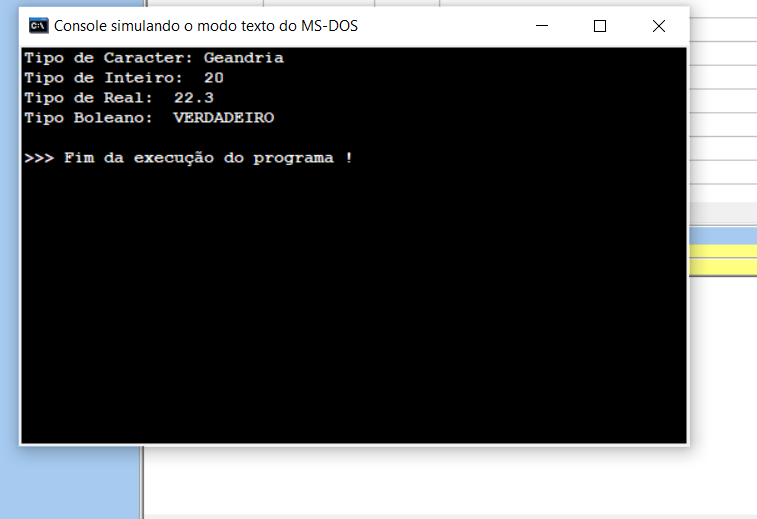 Console simulando o modo texto do MS-DOS
Tipo de Caracter: Geandria
Tipo de Inteiro:  20
Tipo de Real:  22.3
Tipo Boleano:  VERDADEIRO
>>> Fim da execução do programa !